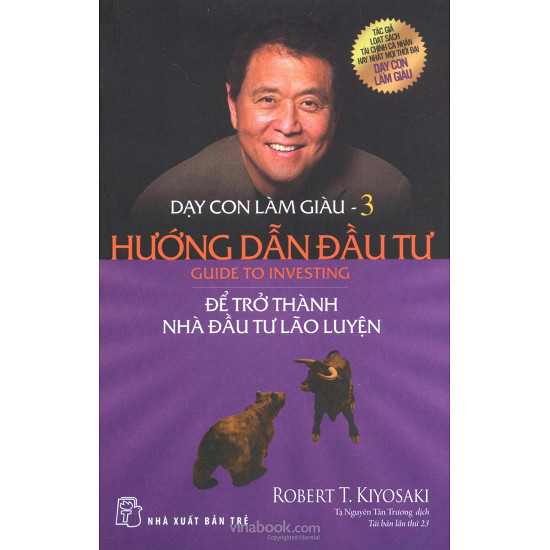 TÁC GIẢ
LOẠT SÁCH
TÀI CHÍNH CÁ NHÂN
HAY NHẤT MỌI THỜI ĐẠI
DẠY CON
LÀM GIÀU
DẠY CON LÀM GIÀU - 3
HƯỚNG DẪN ĐẦU TƯ
GUIDE TO INVESTING
ĐỂ TRỞ THÀNH
NHÀ ĐẦU TƯ LÃO LUYỆN
ROBERT T. KIYOSAKI
Tạ Nguyễn Tấn Trương dịch
Tái bản lần thứ 23
NHÀ XUẤT BẢN TRẺ
vinabook.com
Copyrighted Material